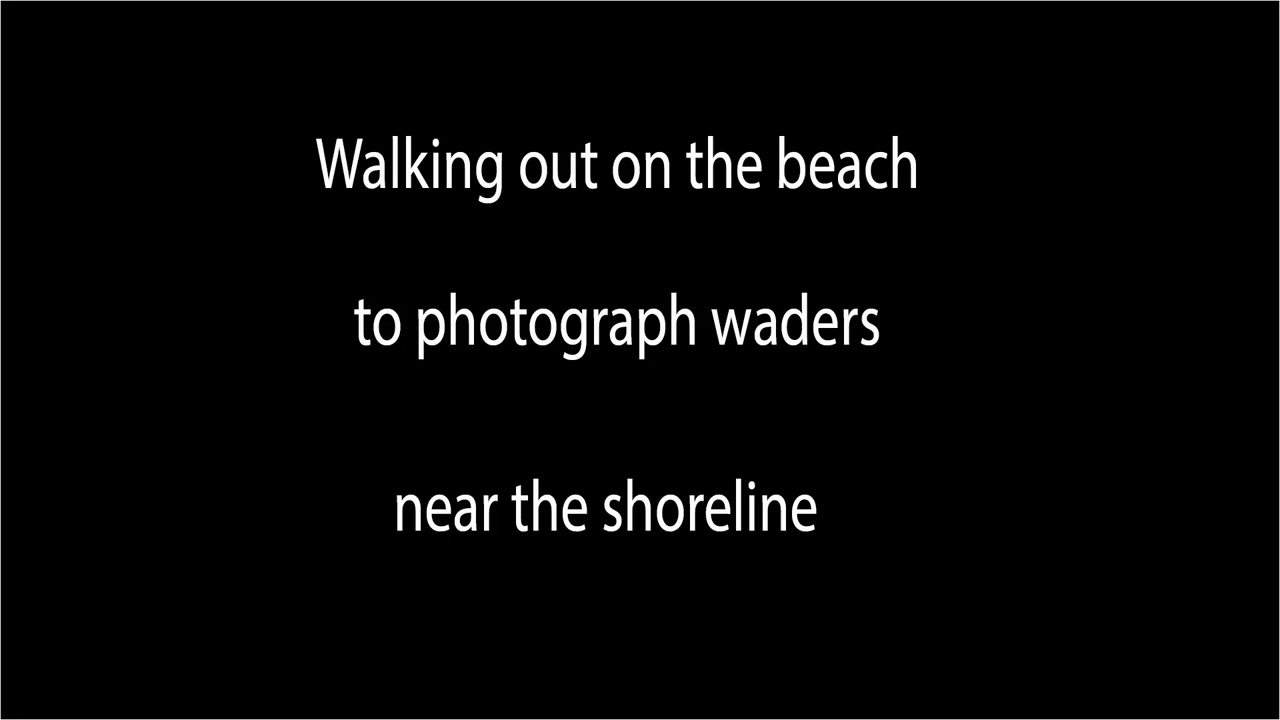 Walking out on the beach
to photograph waders
near the shoreline